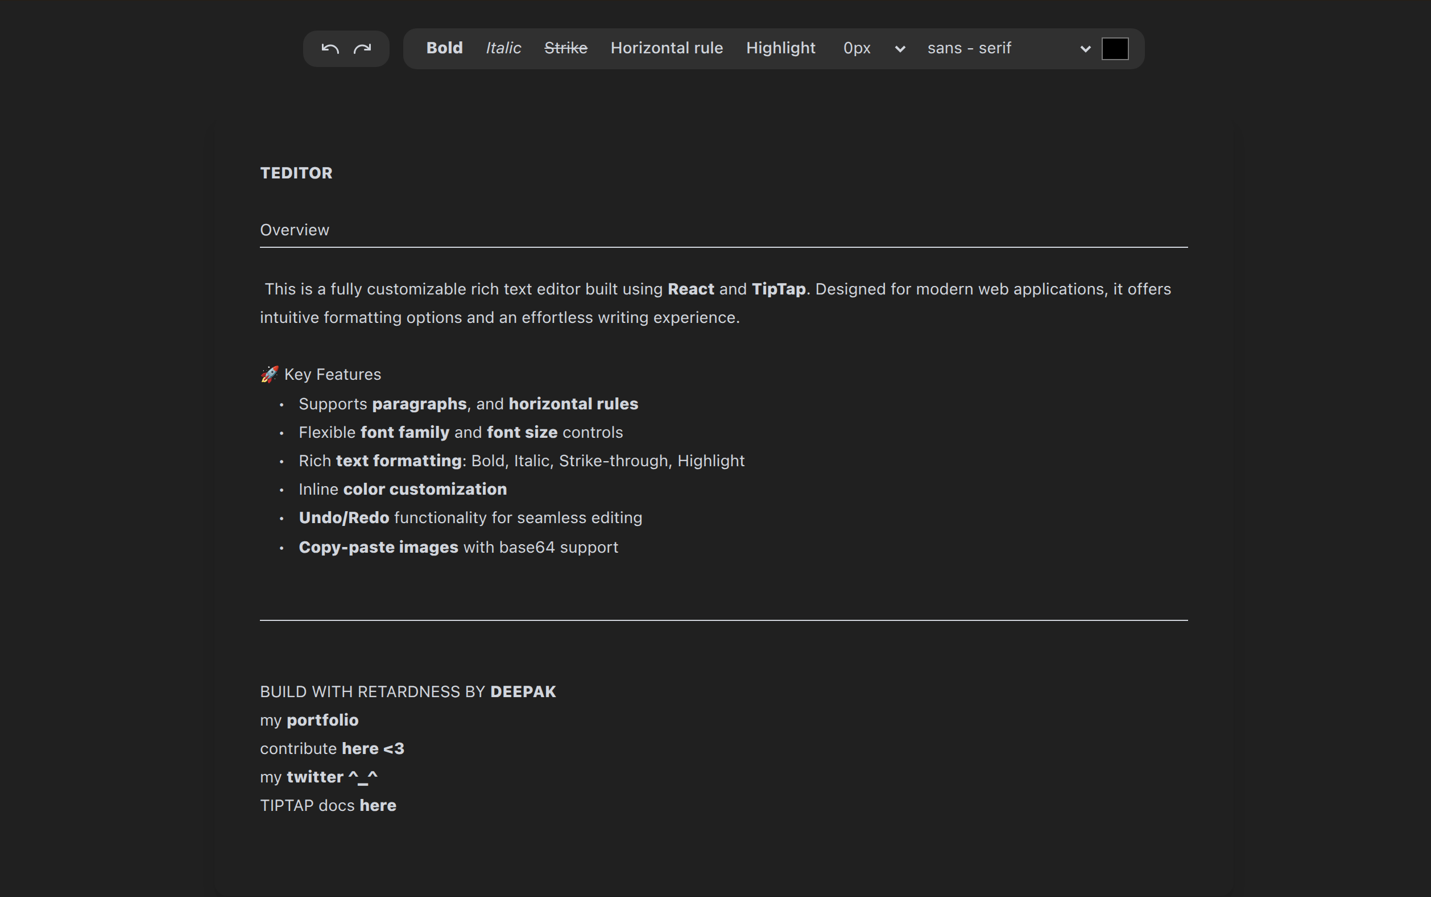 Bold Italic Strike Horizontal rule Highlight 0px sans - serif
TEDITOR
Overview
This is a fully customizable rich text editor built using React and TipTap. Designed for modern web applications, it offers
intuitive formatting options and an effortless writing experience.
🚀 Key Features
• Supports paragraphs, and horizontal rules
• Flexible font family and font size controls
• Rich text formatting: Bold, Italic, Strike-through, Highlight
• Inline color customization
• Undo/Redo functionality for seamless editing
• Copy-paste images with base64 support
BUILD WITH RETARDNESS BY DEEPAK
my portfolio
contribute here <3
my twitter ^_^
TIPTAP docs here